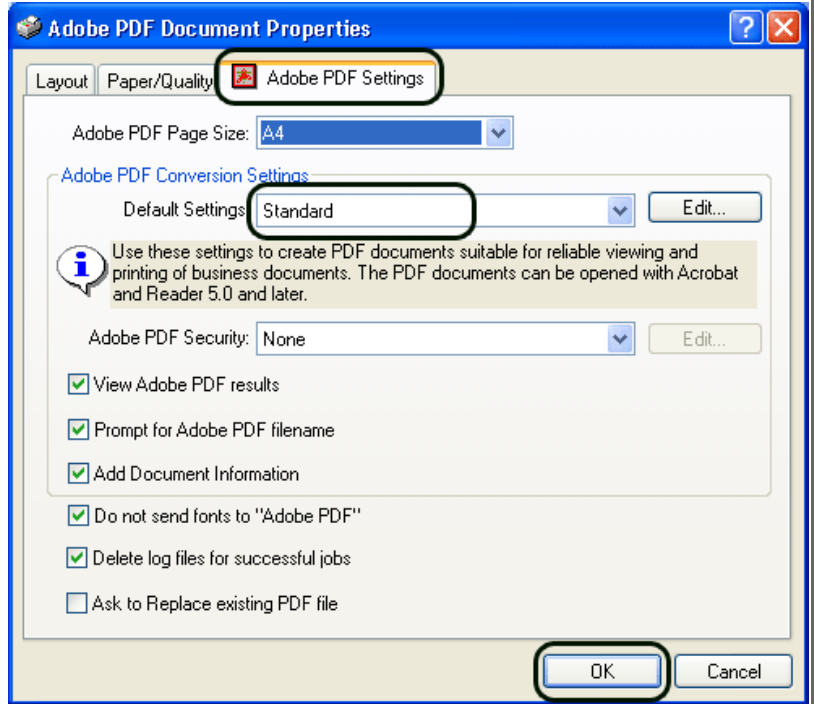 Adobe PDF Document Properties
Layout Paper/Quality Adobe PDF Settings
Adobe PDF Page Size: A4
Adobe PDF Conversion Settings
Default Settings Standard Edit...
Use these settings to create PDF documents suitable for reliable viewing and
printing of business documents. The PDF documents can be opened with Acrobat
and Reader 5.0 and later.
Adobe PDF Security: None Edit...
View Adobe PDF results
Prompt for Adobe PDF filename
Add Document Information
Do not send fonts to "Adobe PDF"
Delete log files for successful jobs
Ask to Replace existing PDF file
OK Cancel